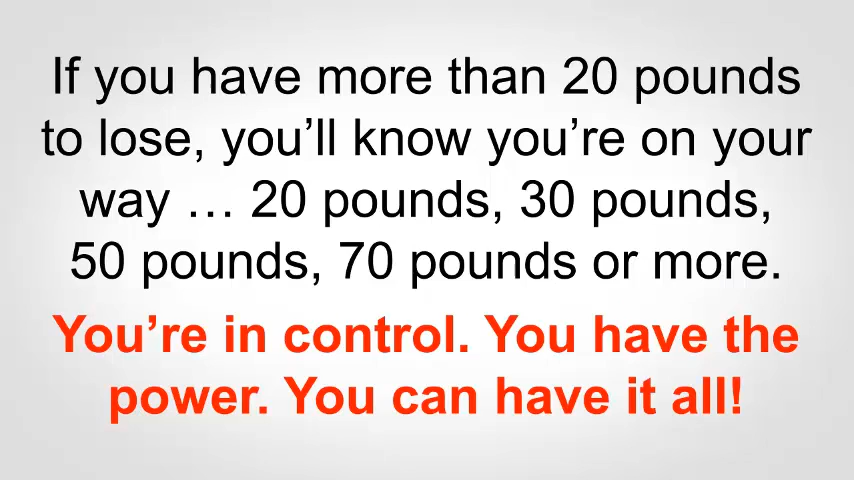 If you have more than 20 pounds
to lose, you’ll know you’re on your
way … 20 pounds, 30 pounds,
50 pounds, 70 pounds or more.
You’re in control. You have the
power. You can have it all!